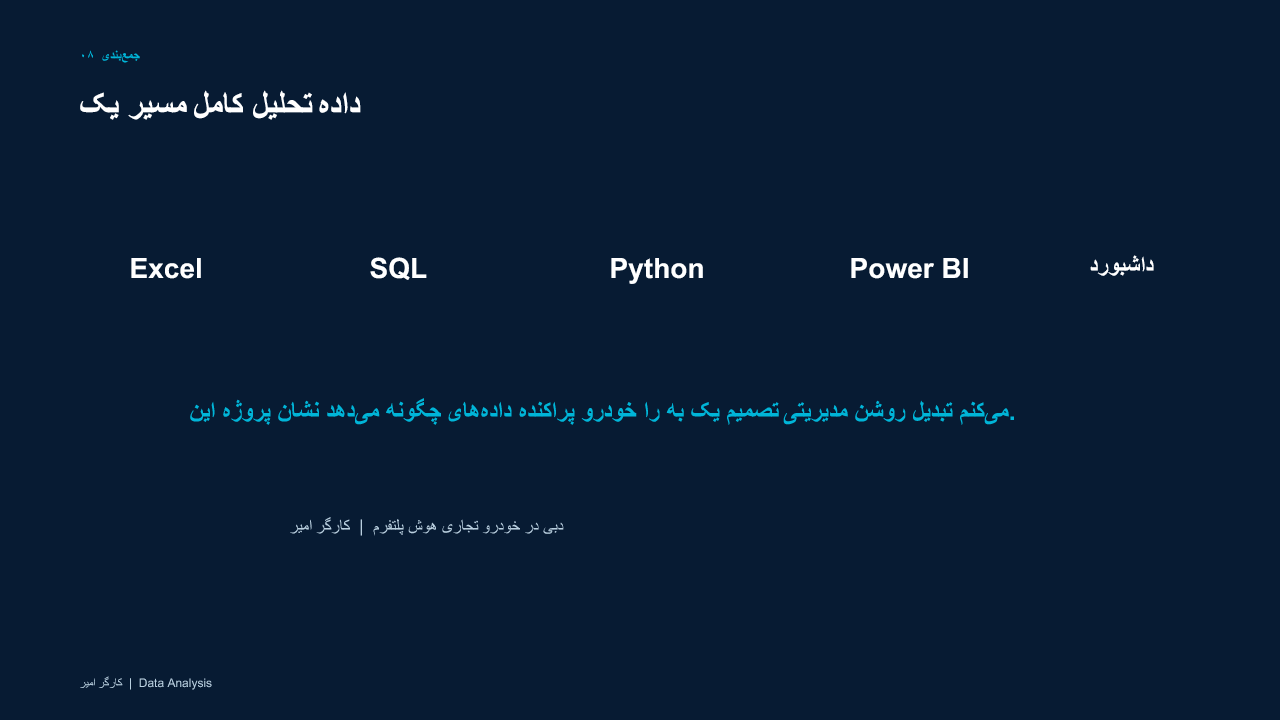 جمع‌بندی ۰۸
داده تحلیل کامل مسیر یک
Excel SQL Python Power BI داشبورد
.می‌کنم تبدیل روشن مدیریتی تصمیم یک به را خودرو پراکنده داده‌های چگونه می‌دهد نشان پروژه این
دبی در خودرو تجاری هوش پلتفرم | کارگر امیر
کارگر امیر | Data Analysis